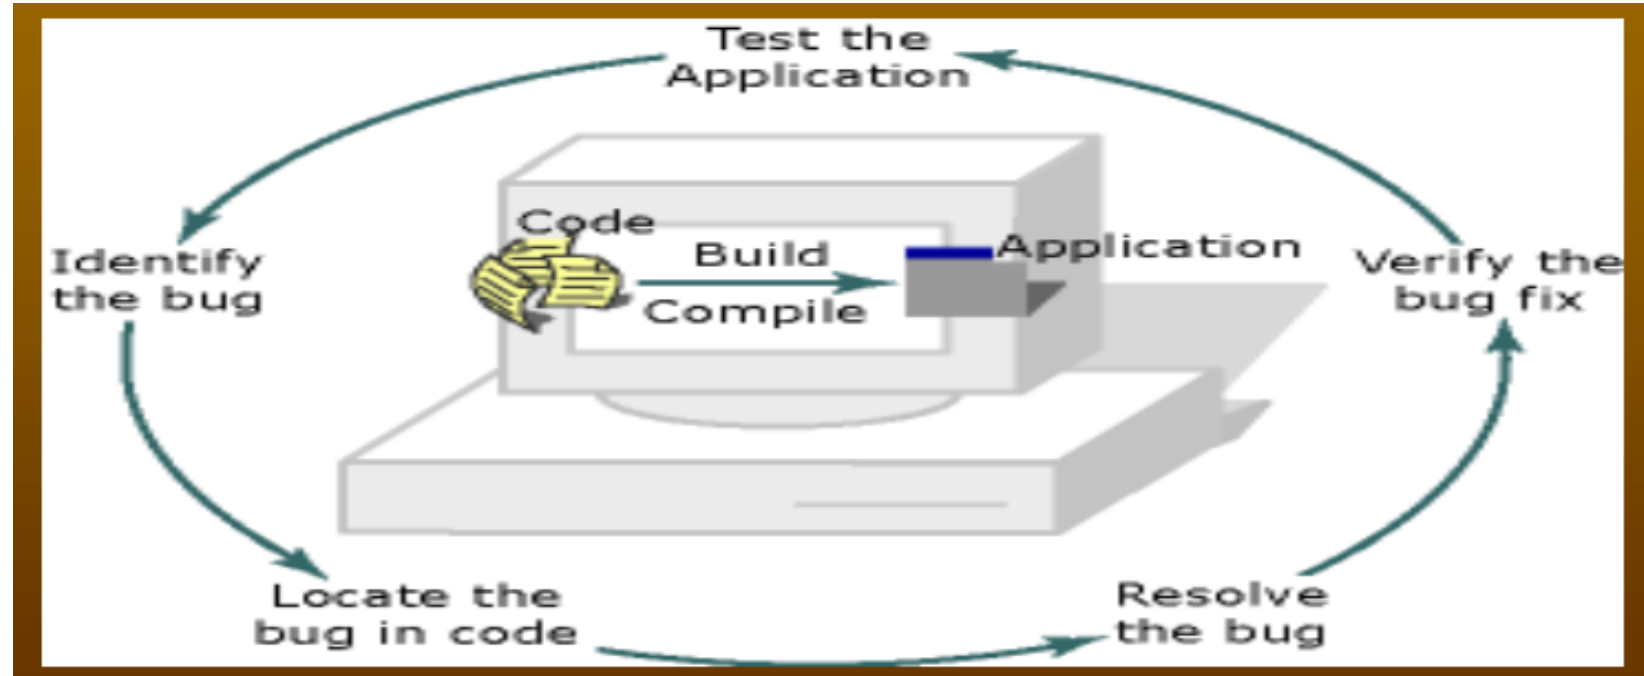 Test the
Application
Identify
the bug
Code
Build
Compile
Application
Verify the
bug fix
Locate the
bug in code
Resolve
the bug